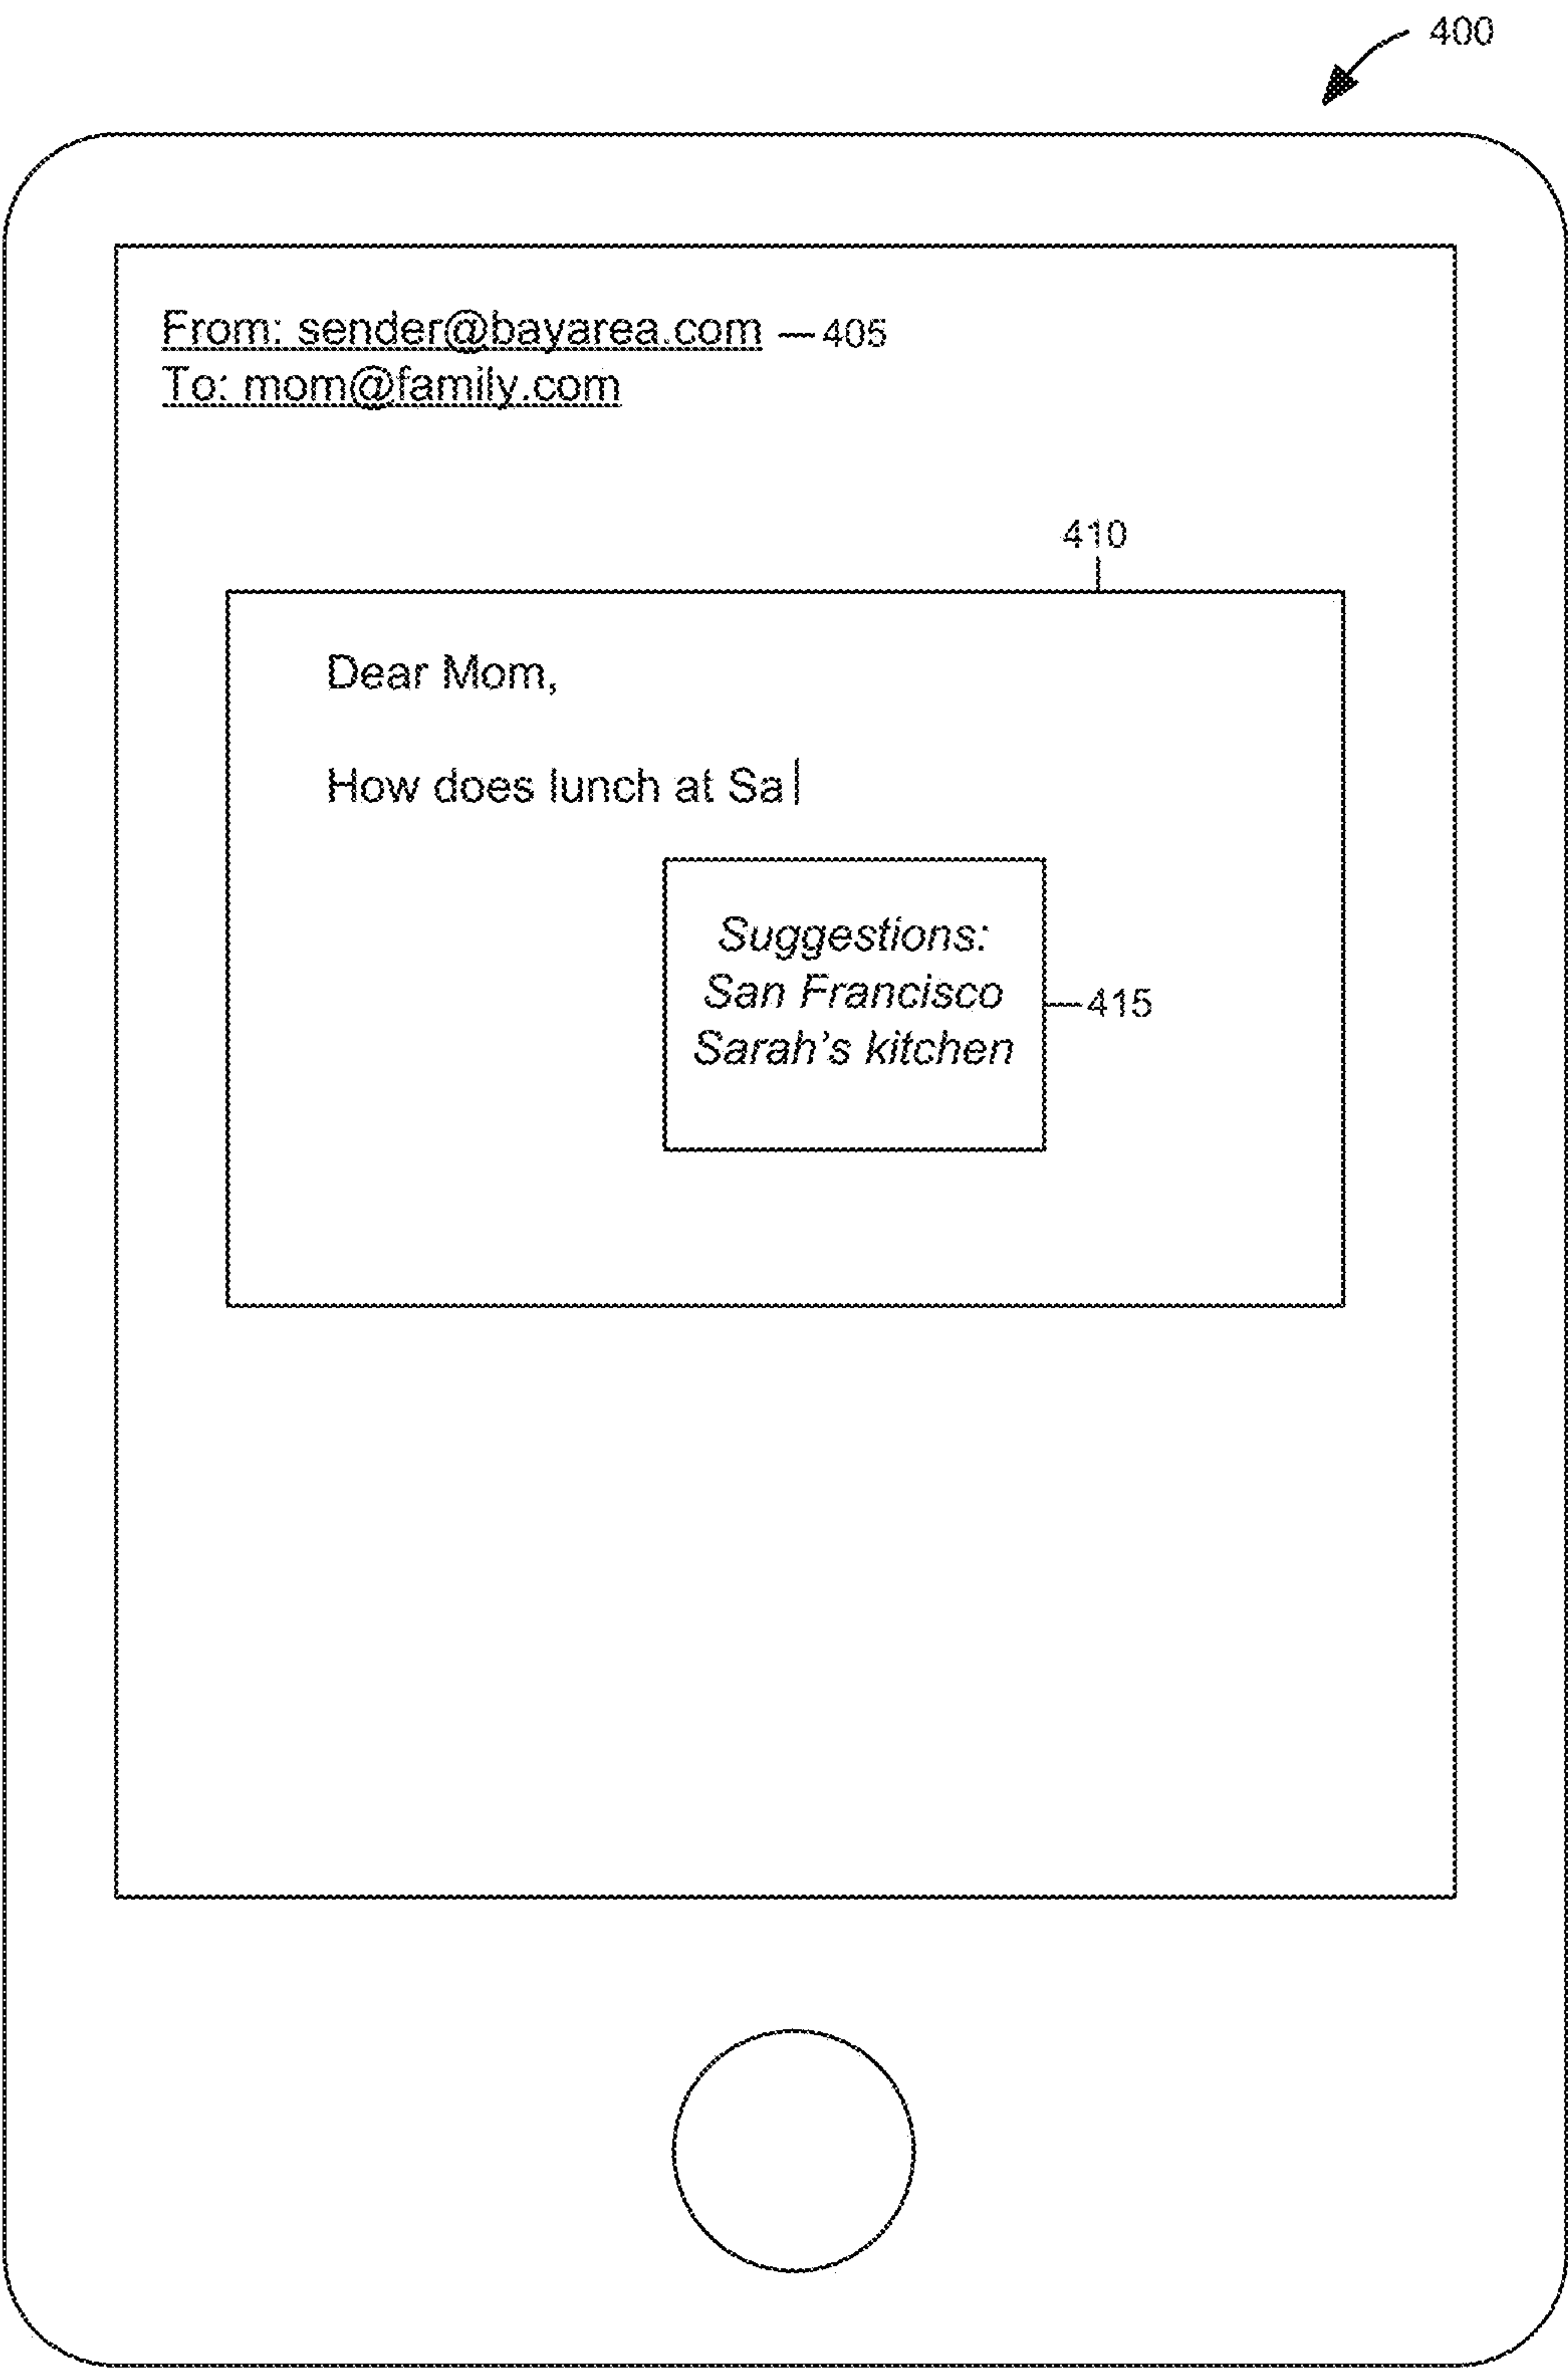 400
From: sender@bayarea.com — 405
To: mom@family.com
410
Dear Mom,
How does lunch at Sa
Suggestions:
San Francisco
415
Sarah's kitchen